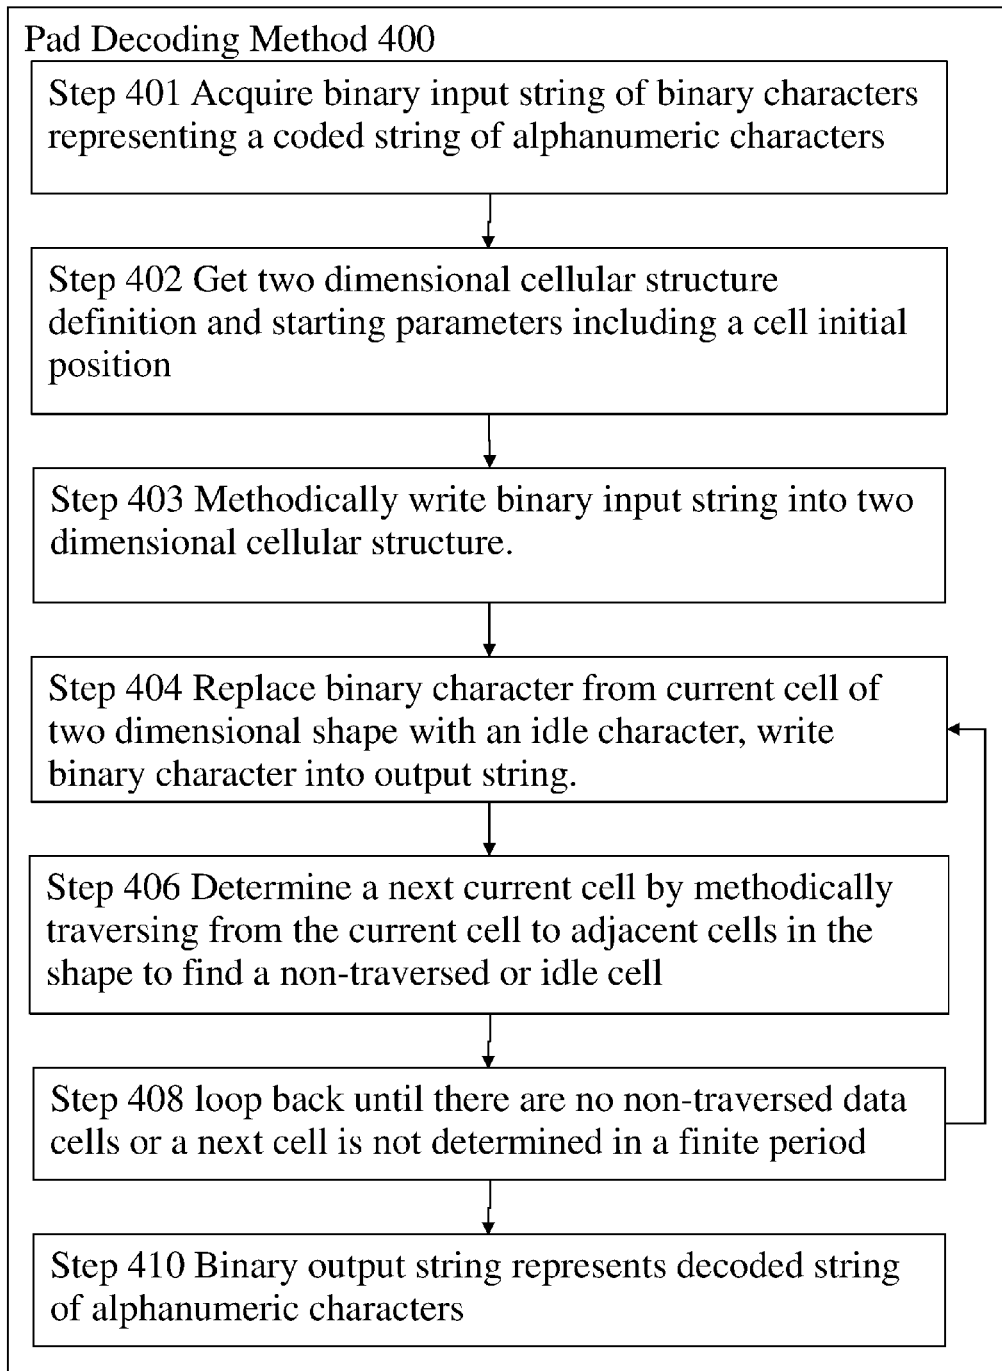 Pad Decoding Method 400
Step 401 Acquire binary input string of binary characters
representing a coded string of alphanumeric characters
Step 402 Get two dimensional cellular structure
definition and starting parameters including a cell initial
position
Step 403 Methodically write binary input string into two
dimensional cellular structure.
Step 404 Replace binary character from current cell of
two dimensional shape with an idle character, write
binary character into output string.
Step 406 Determine a next current cell by methodically
traversing from the current cell to adjacent cells in the
shape to find a non-traversed or idle cell
Step 408 loop back until there are no non-traversed data
cells or a next cell is not determined in a finite period
Step 410 Binary output string represents decoded string
of alphanumeric characters